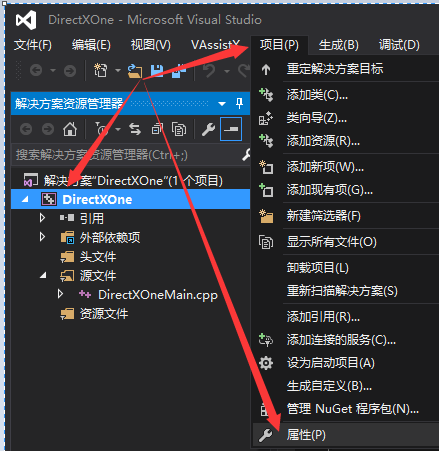 DirectXOne - Microsoft Visual Studio
文件(F) 编辑(E) 视图(V) VAssistX 项目(P) 生成(B) 调试(D)
解决方案资源管理器
搜索解决方案资源管理器(Ctrl+;)
解决方案"DirectXOne"(1 个项目)
DirectXOne
引用
外部依赖项
头文件
源文件
DirectXOneMain.cpp
资源文件
重定解决方案目标
添加类(C)...
类向导(Z)...
添加资源(R)...
添加新项(W)...
添加现有项(G)...
新建筛选器(F)
显示所有文件(O)
卸载项目(L)
重新扫描解决方案(S)
添加引用(R)...
添加连接的服务(C)...
设为启动项目(A)
生成自定义(B)...
管理 NuGet 程序包(N)...
属性(P)